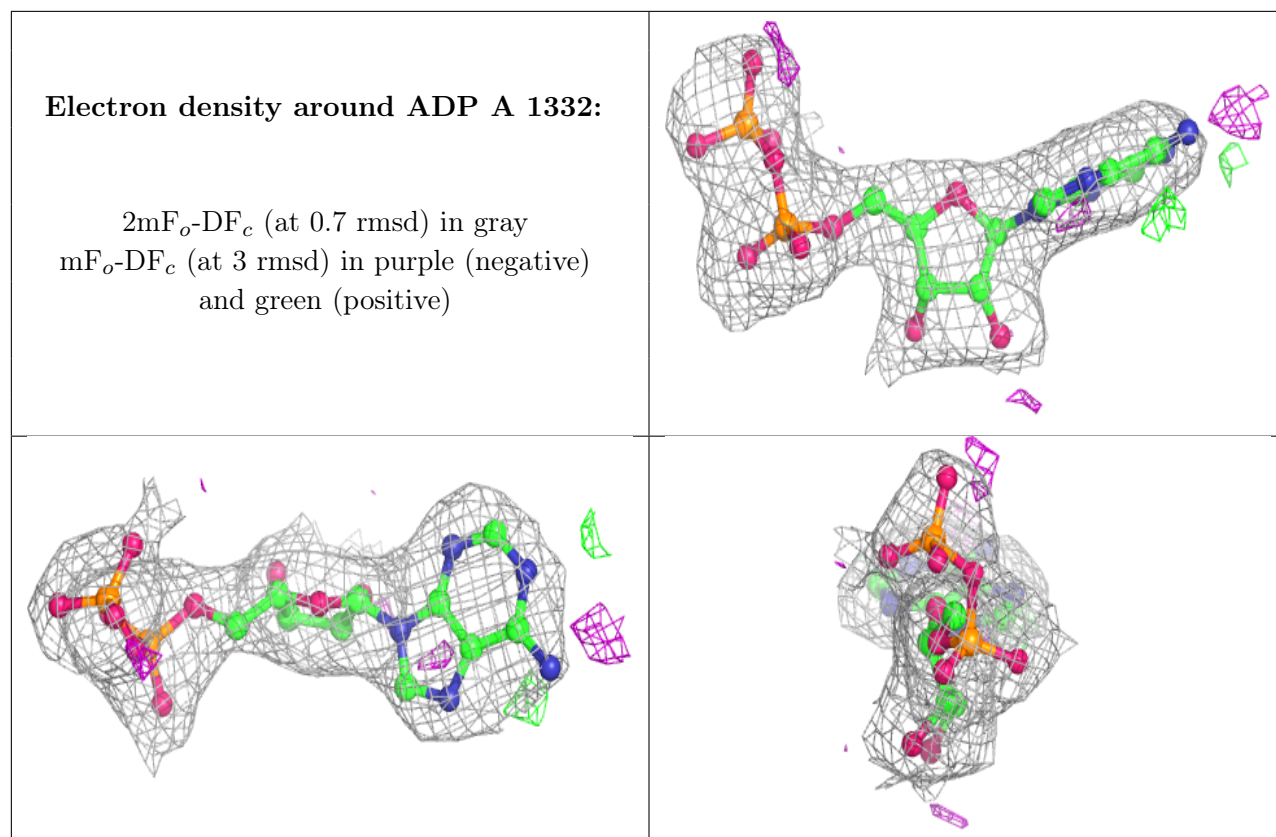 Electron density around ADP A 1332:
2mFo-DFc (at 0.7 rmsd) in gray
mFo-DFc (at 3 rmsd) in purple (negative)
and green (positive)